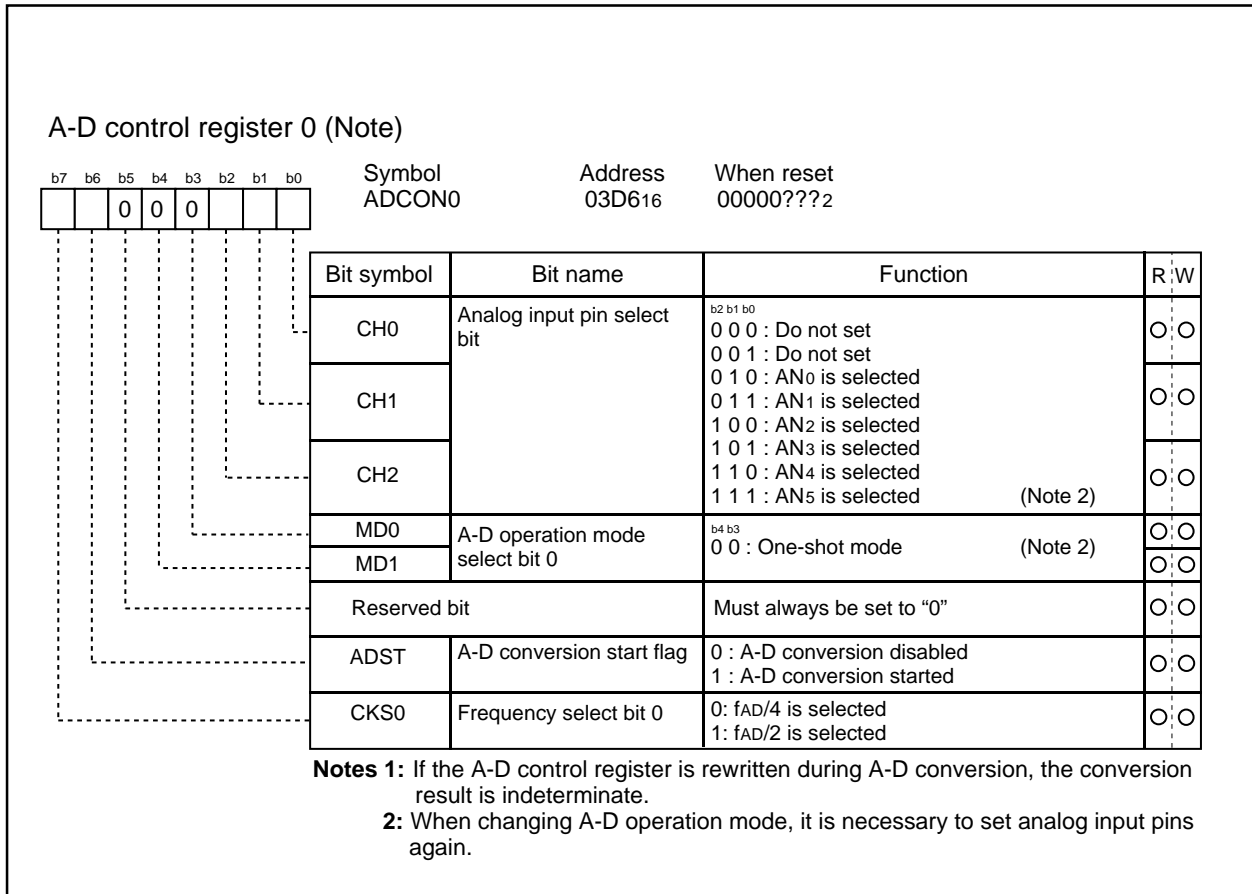 A-D control register 0 (Note)
b7 b6 b5 b4 b3 b2 b1 b0
0 0 0
Symbol Address When reset
ADCON0 03D616 00000???2
Bit symbol Bit name Function R W
CH0 Analog input pin select bit
b2 b1 b0
0 0 0 : Do not set
0 0 1 : Do not set
0 1 0 : AN0 is selected
0 1 1 : AN1 is selected
1 0 0 : AN2 is selected
1 0 1 : AN3 is selected
1 1 0 : AN4 is selected
1 1 1 : AN5 is selected (Note 2)
CH1
CH2
MD0 A-D operation mode select bit 0
b4 b3
0 0 : One-shot mode (Note 2)
MD1
Reserved bit Must always be set to “0”
ADST A-D conversion start flag 0 : A-D conversion disabled
1 : A-D conversion started
CKS0 Frequency select bit 0 0: fAD/4 is selected
1: fAD/2 is selected
Notes 1: If the A-D control register is rewritten during A-D conversion, the conversion
result is indeterminate.
2: When changing A-D operation mode, it is necessary to set analog input pins
again.